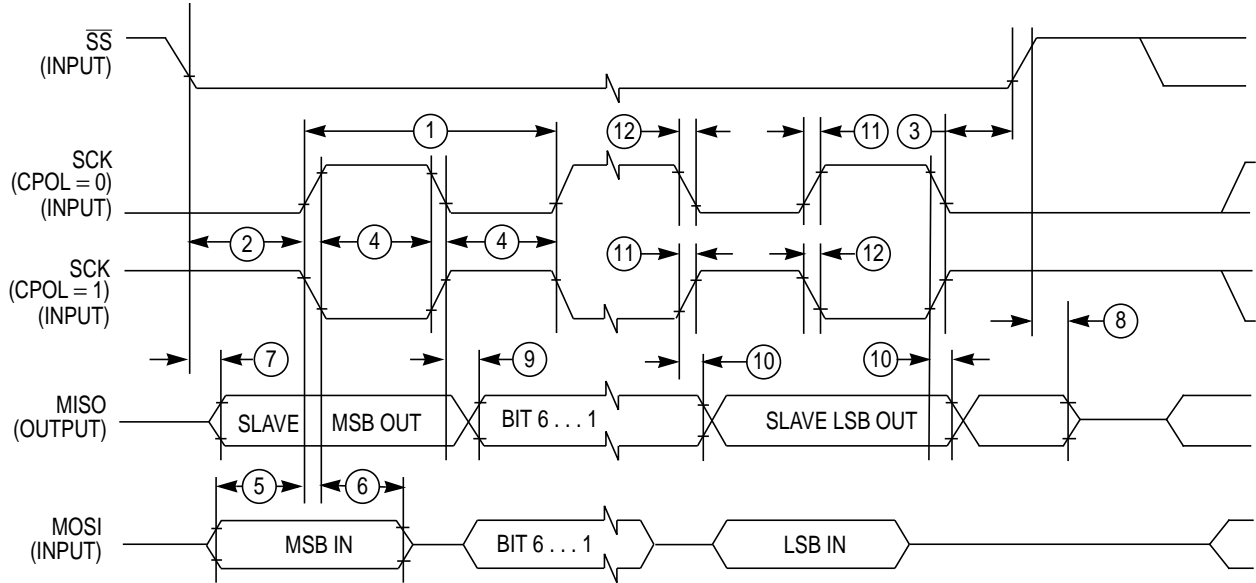 SS
(INPUT)
1
12
11
3
SCK
(CPOL = 0)
(INPUT)
2
4
4
11
12
SCK
(CPOL = 1)
(INPUT)
8
7
9
10
10
MISO
(OUTPUT)
SLAVE
MSB OUT
BIT 6 . . . 1
SLAVE LSB OUT
5
6
MOSI
(INPUT)
MSB IN
BIT 6 . . . 1
LSB IN